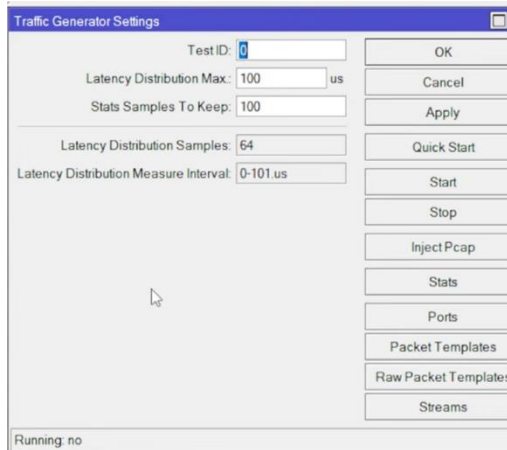 Traffic Generator Settings
Test ID: 0
Latency Distribution Max.: 100 us
Stats Samples To Keep: 100
Latency Distribution Samples: 64
Latency Distribution Measure Interval: 0-101.us
OK
Cancel
Apply
Quick Start
Start
Stop
Inject Pcap
Stats
Ports
Packet Templates
Raw Packet Templates
Streams
Running: no